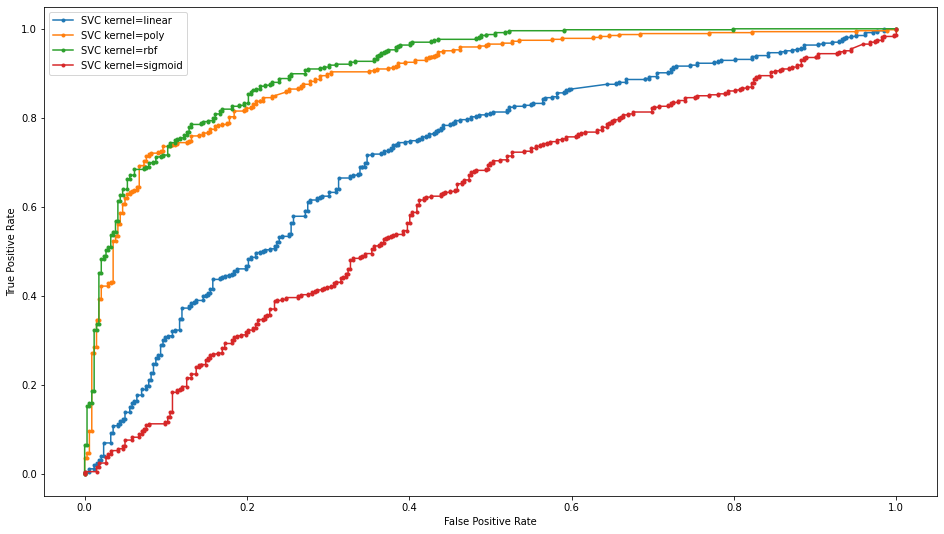 SVC kernel=linear
SVC kernel=poly
SVC kernel=rbf
SVC kernel=sigmoid
1.0
0.8
0.6
0.4
0.2
0.0
True Positive Rate
0.0 0.2 0.4 0.6 0.8 1.0
False Positive Rate